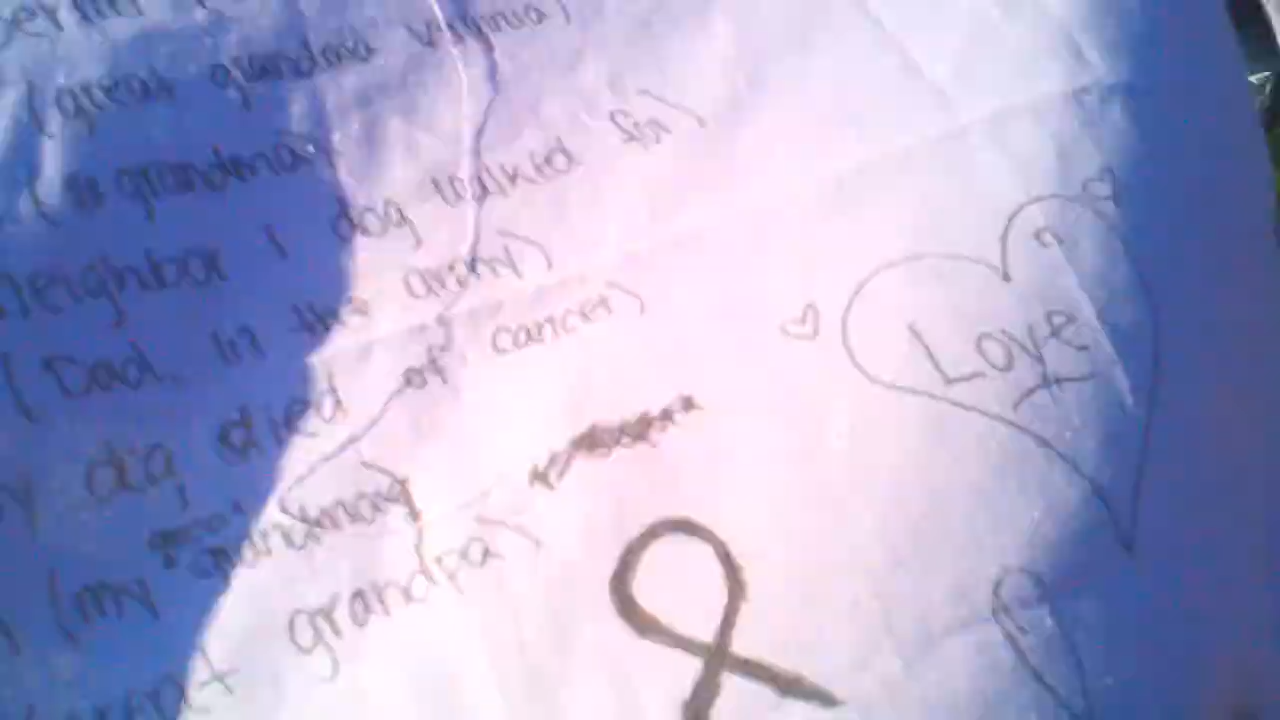 (great grandma Virginia)
grandma)
Neighbor I dog walked for)
(Dad. in the army)
died of cancer)
(my grandma)
great grandpa)
Love